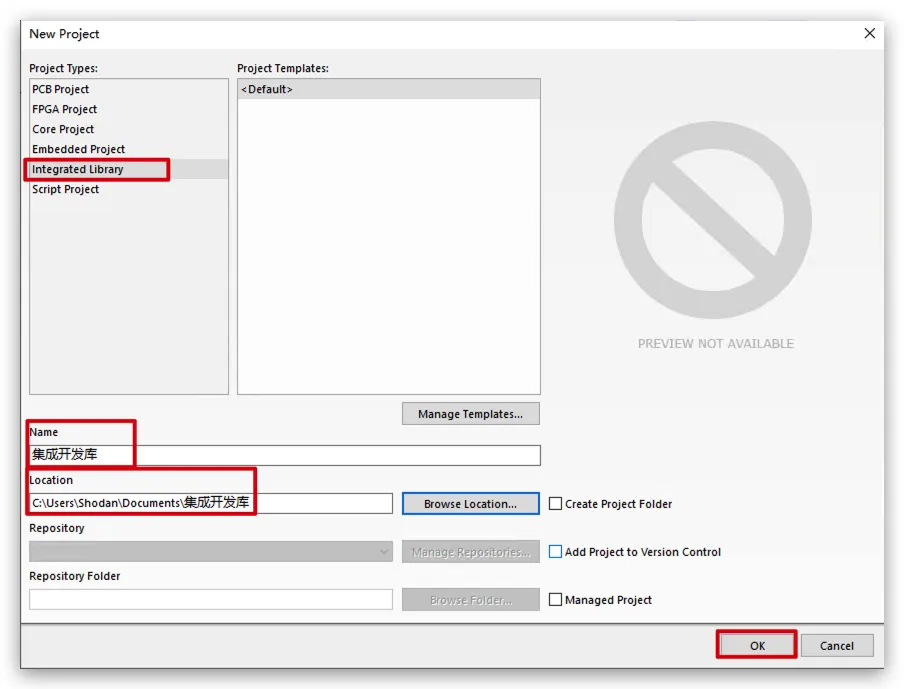 New Project
Project Types:
PCB Project
FPGA Project
Core Project
Embedded Project
Integrated Library
Script Project
Project Templates:
<Default>
PREVIEW NOT AVAILABLE
Manage Templates...
Name
集成开发库
Location
C:\Users\Shodan\Documents\集成开发库
Browse Location...
Create Project Folder
Repository
Manage Repositories...
Add Project to Version Control
Repository Folder
Browse Folder...
Managed Project
OK
Cancel